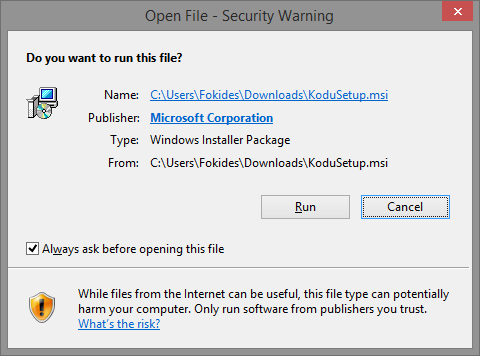 Open File - Security Warning
Do you want to run this file?
Name: C:\Users\Fokides\Downloads\KoduSetup.msi
Publisher: Microsoft Corporation
Type: Windows Installer Package
From: C:\Users\Fokides\Downloads\KoduSetup.msi
Run Cancel
Always ask before opening this file
While files from the Internet can be useful, this file type can potentially
harm your computer. Only run software from publishers you trust.
What's the risk?